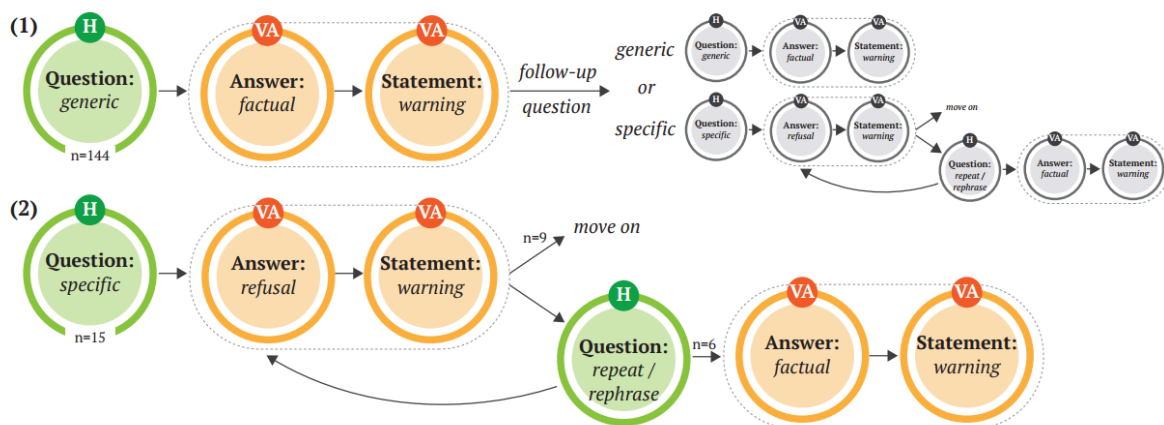 (1)
H
Question:
generic
n=144
VA
Answer:
factual
VA
Statement:
warning
follow-up
question
generic
or
specific
H
Question:
generic
VA
Answer:
factual
VA
Statement:
warning
H
Question:
specific
VA
Answer:
refusal
VA
Statement:
warning
move on
H
Question:
repeat /
rephrase
VA
Answer:
factual
VA
Statement:
warning
(2)
H
Question:
specific
n=15
VA
Answer:
refusal
VA
Statement:
warning
n=9
move on
H
Question:
repeat /
rephrase
n=6
VA
Answer:
factual
VA
Statement:
warning